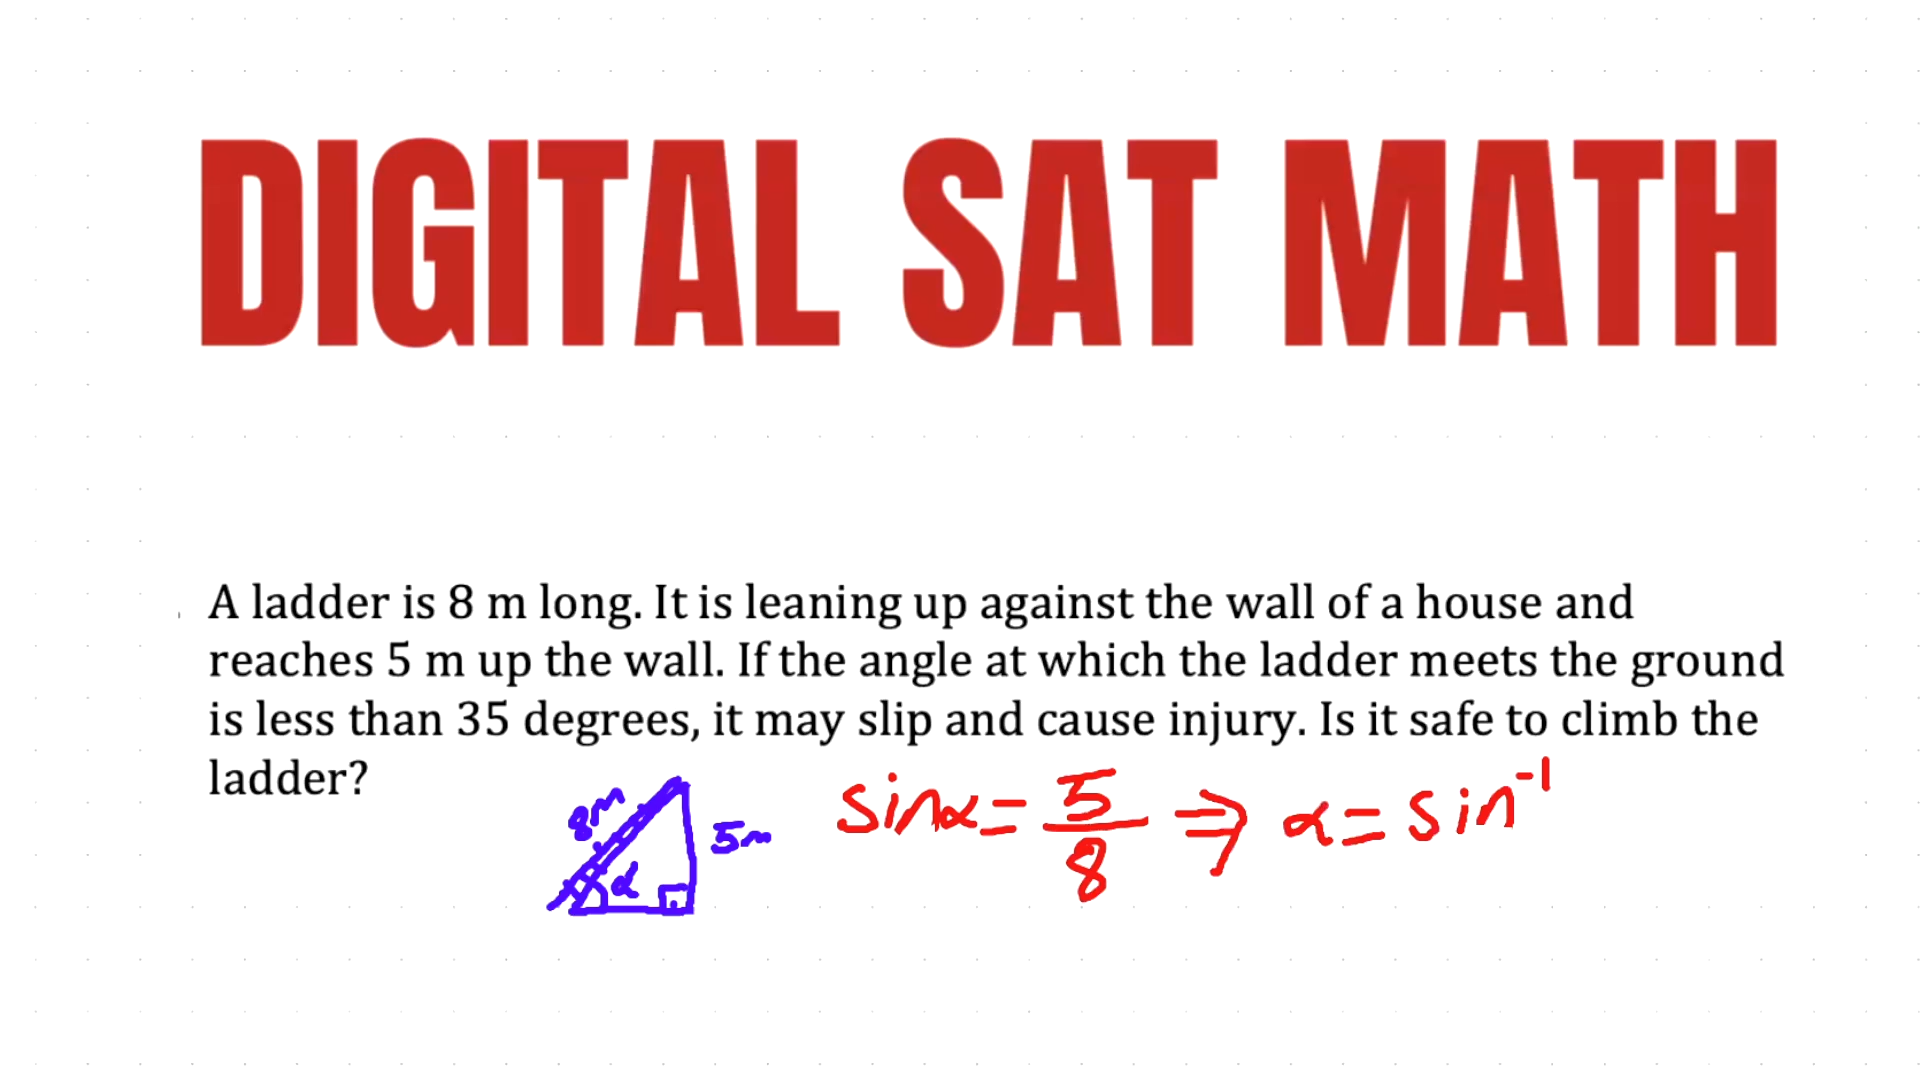 DIGITAL SAT MATH
A ladder is 8 m long. It is leaning up against the wall of a house and
reaches 5 m up the wall. If the angle at which the ladder meets the ground
is less than 35 degrees, it may slip and cause injury. Is it safe to climb the
ladder?
8m
5m
α
sinα = 5/8 ⇒ α = sin⁻¹